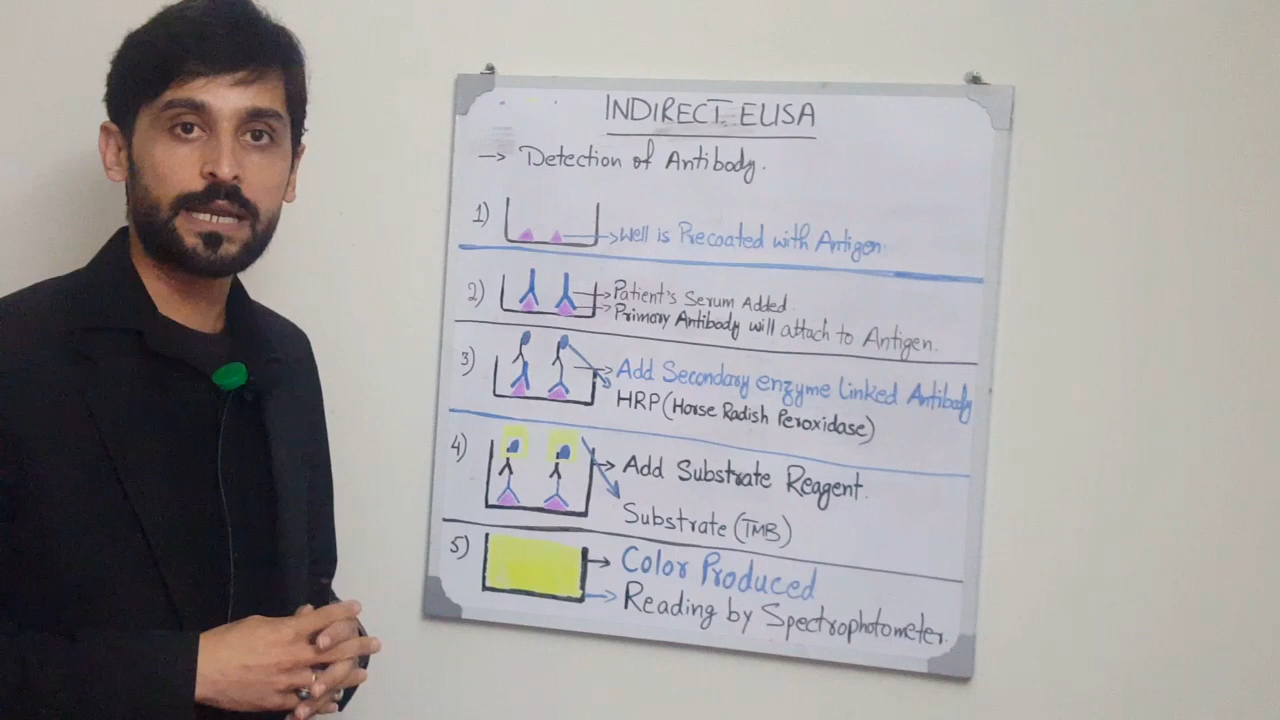 INDIRECT ELISA
→ Detection of Antibody.
1) → Well is Precoated with Antigen.
2) → Patient's Serum Added.
→ Primary Antibody will attach to Antigen.
3) → Add Secondary enzyme linked Antibody
HRP (Horse Radish Peroxidase)
4) → Add Substrate Reagent.
Substrate (TMB)
5) → Color Produced
→ Reading by Spectrophotometer.